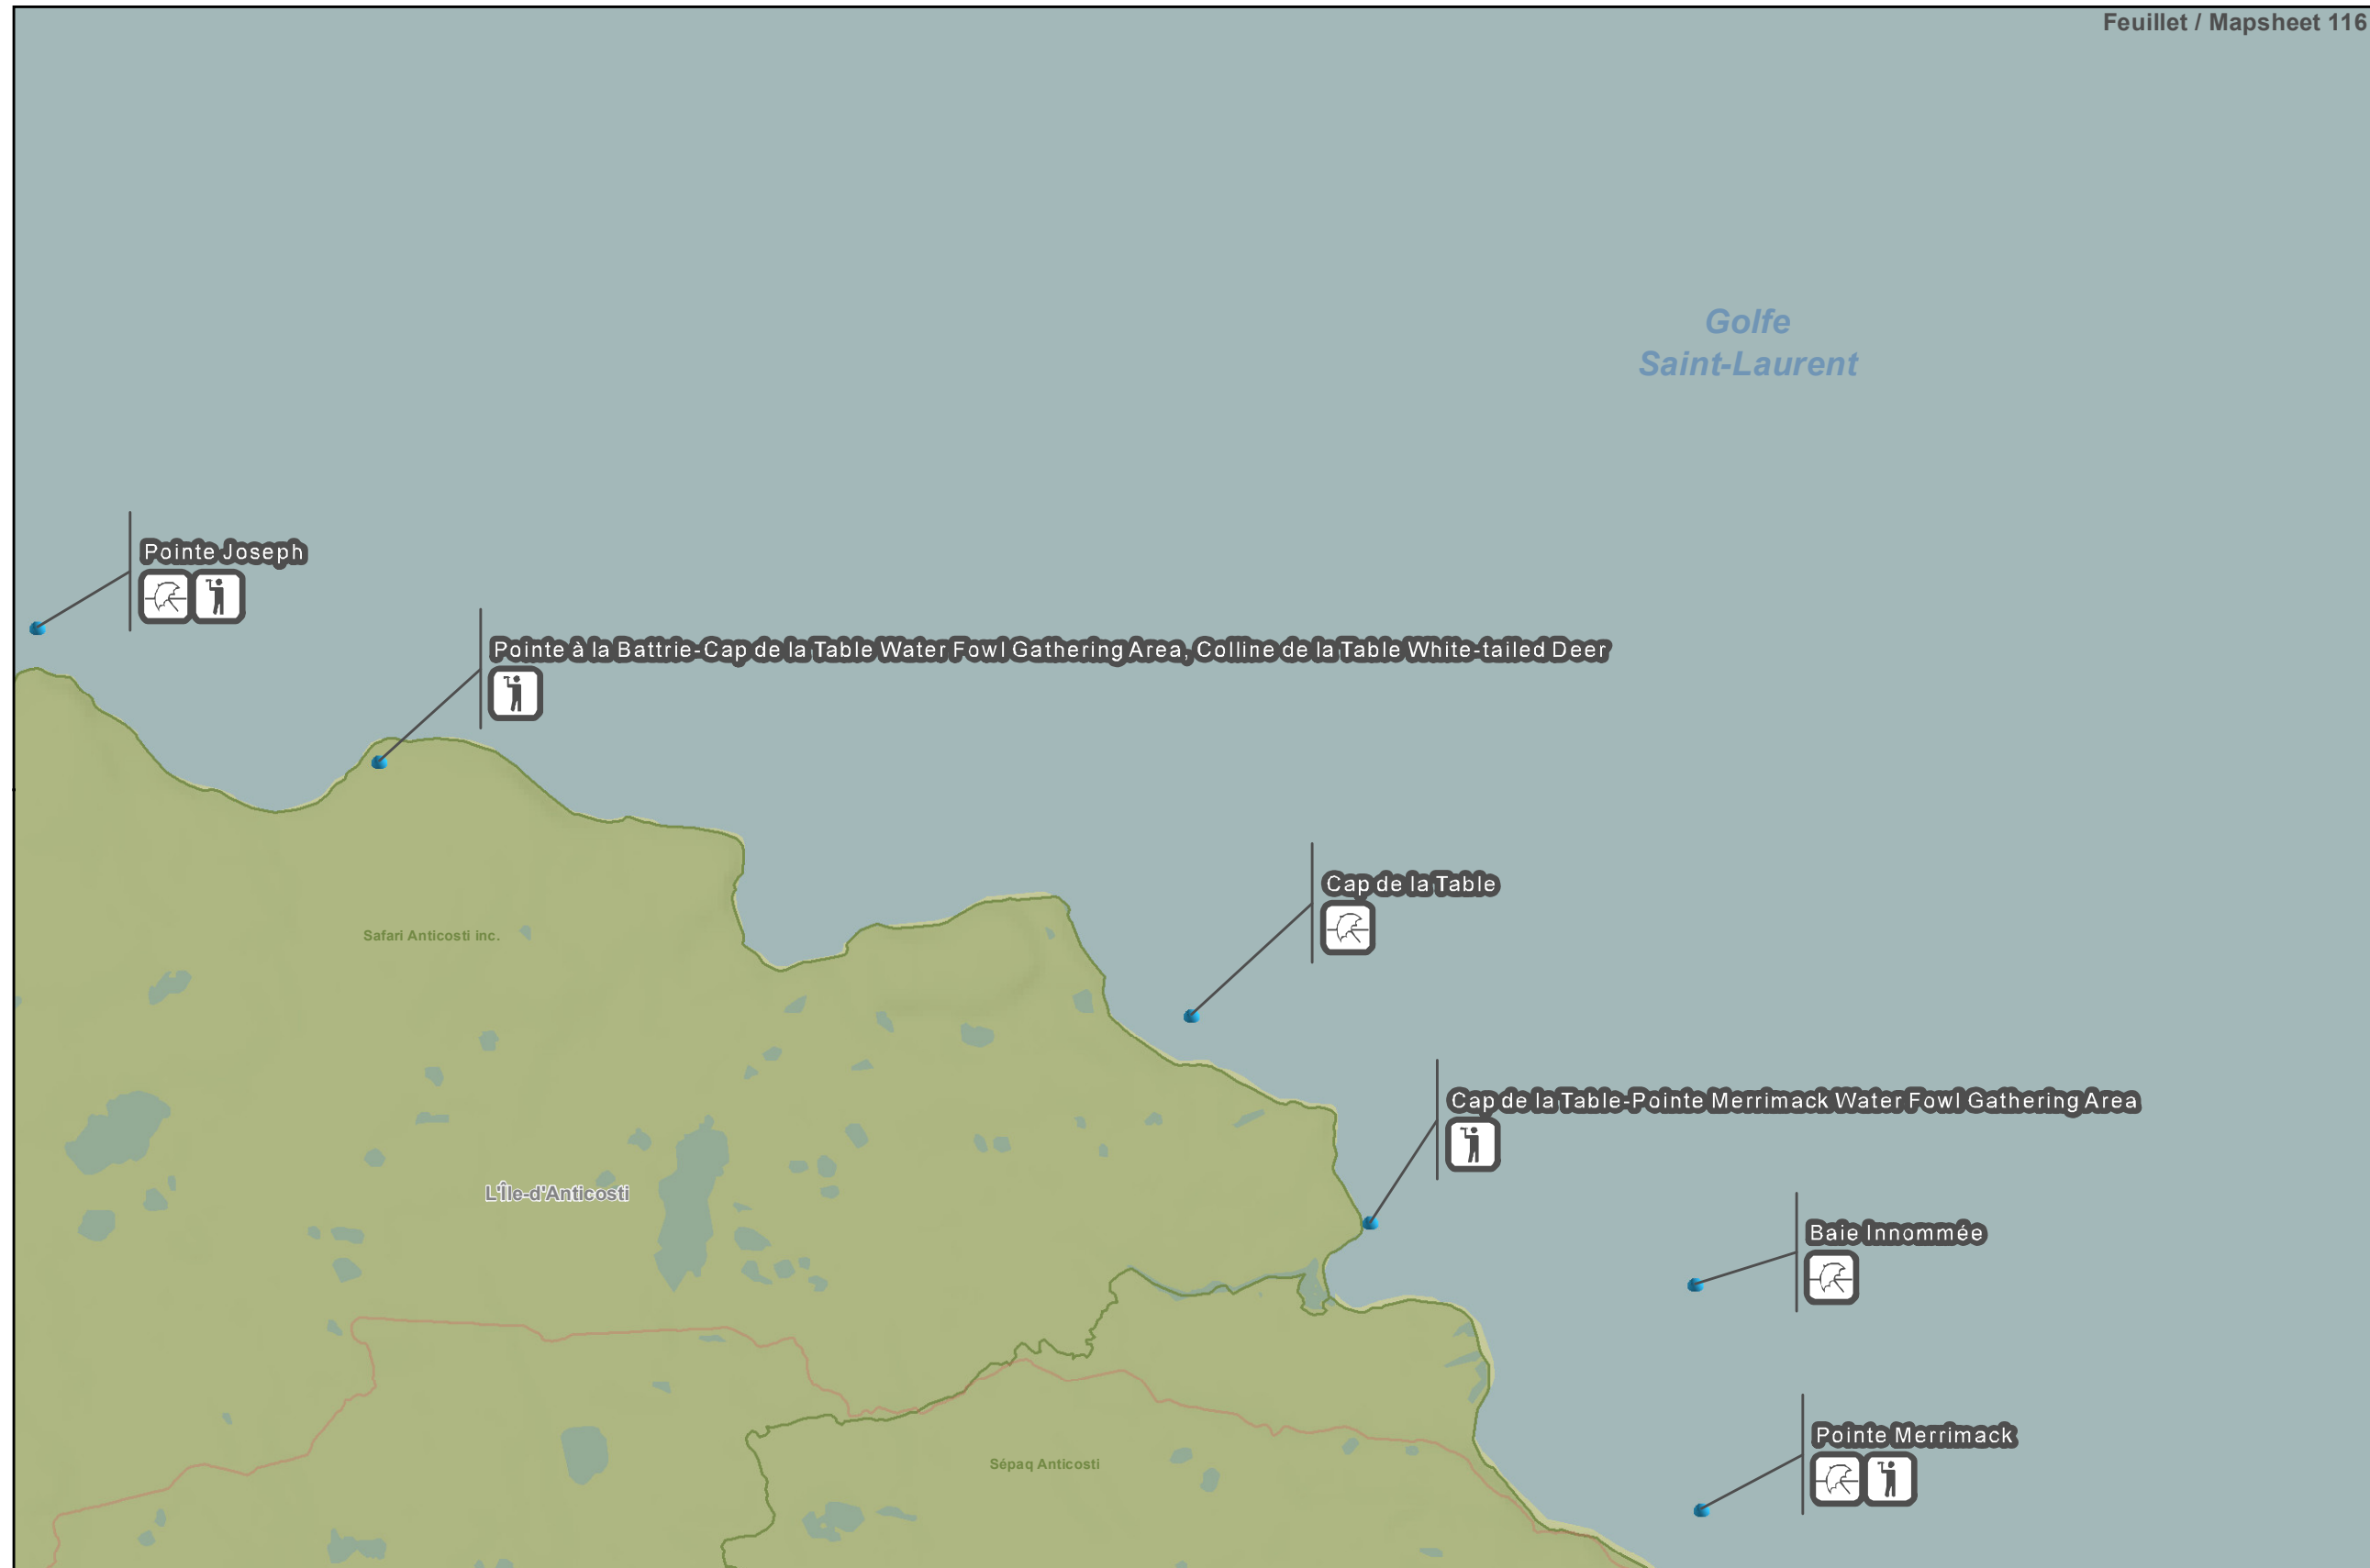 Feuillet / Mapsheet 116
Golfe
Saint-Laurent
Pointe Joseph
Pointe à la Battrie-Cap de la Table Water Fowl Gathering Area, Colline de la Table White-tailed Deer
Cap de la Table
Safari Anticosti inc.
Cap de la Table-Pointe Merrimack Water Fowl Gathering Area
L'Île-d'Anticosti
Baie Innommée
Pointe Merrimack
Sépaq Anticosti